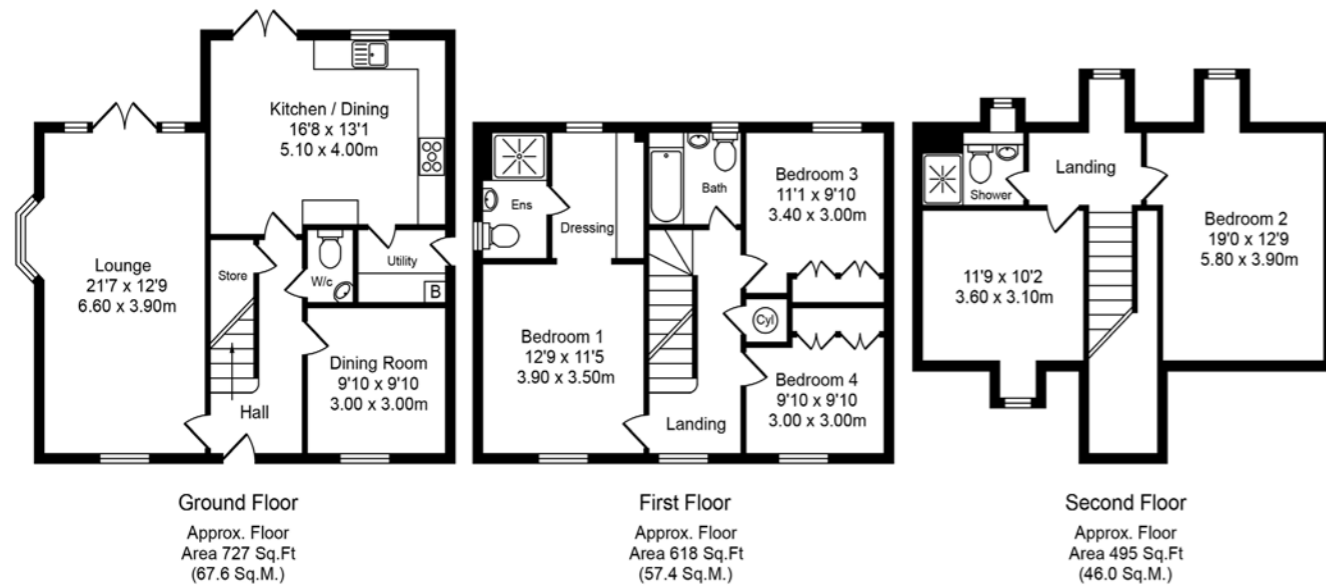 Kitchen / Dining
16'8 x 13'1
5.10 x 4.00m
Lounge
21'7 x 12'9
6.60 x 3.90m
Store
W/c
Utility
B
Dining Room
9'10 x 9'10
3.00 x 3.00m
Hall
Ground Floor
Approx. Floor
Area 727 Sq.Ft
(67.6 Sq.M.)
Ens
Dressing
Bath
Bedroom 3
11'1 x 9'10
3.40 x 3.00m
Bedroom 1
12'9 x 11'5
3.90 x 3.50m
Cyl
Bedroom 4
9'10 x 9'10
3.00 x 3.00m
Landing
First Floor
Approx. Floor
Area 618 Sq.Ft
(57.4 Sq.M.)
Shower
Landing
Bedroom 2
19'0 x 12'9
5.80 x 3.90m
11'9 x 10'2
3.60 x 3.10m
Second Floor
Approx. Floor
Area 495 Sq.Ft
(46.0 Sq.M.)